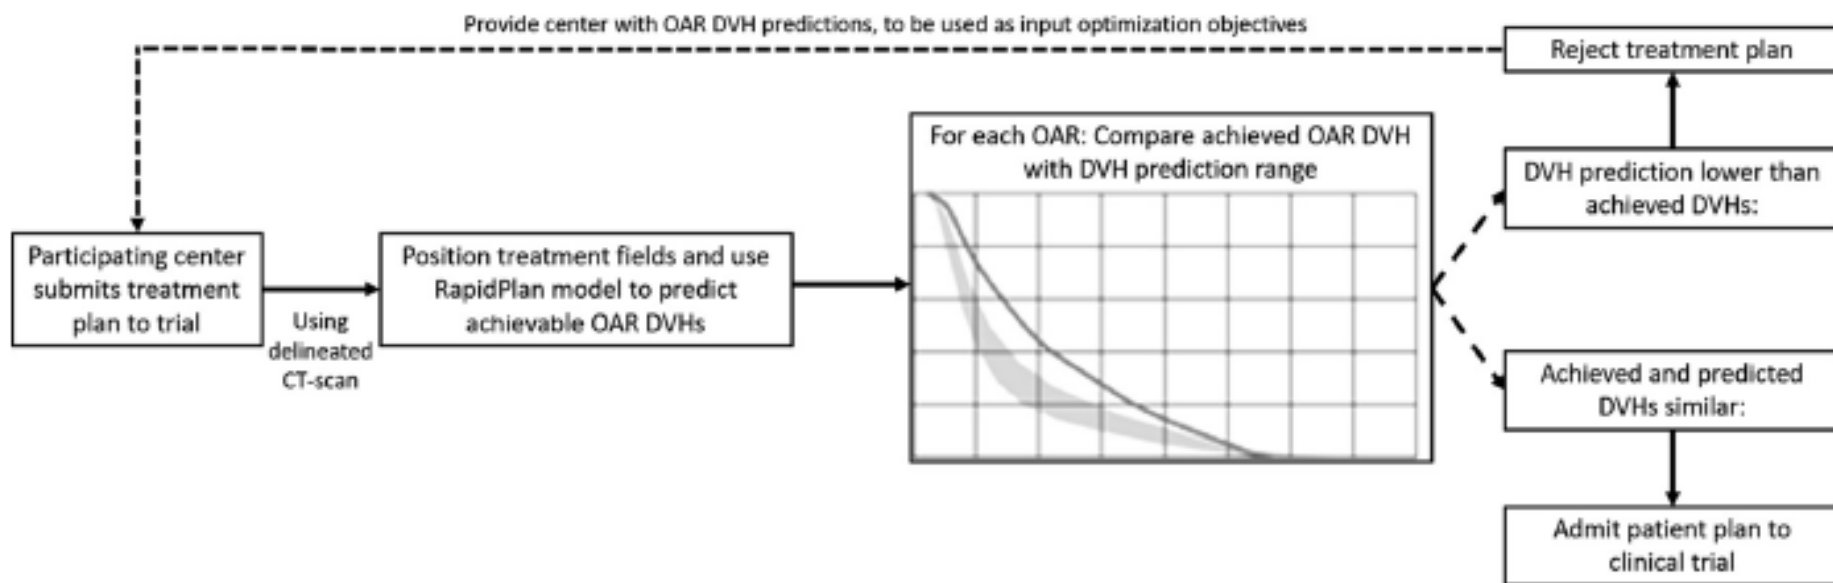 Provide center with OAR DVH predictions, to be used as input optimization objectives
Reject treatment plan
For each OAR: Compare achieved OAR DVH
with DVH prediction range
DVH prediction lower than
achieved DVHs:
Participating center
submits treatment
plan to trial
Using
delineated
CT-scan
Position treatment fields and use
RapidPlan model to predict
achievable OAR DVHs
Achieved and predicted
DVHs similar:
Admit patient plan to
clinical trial